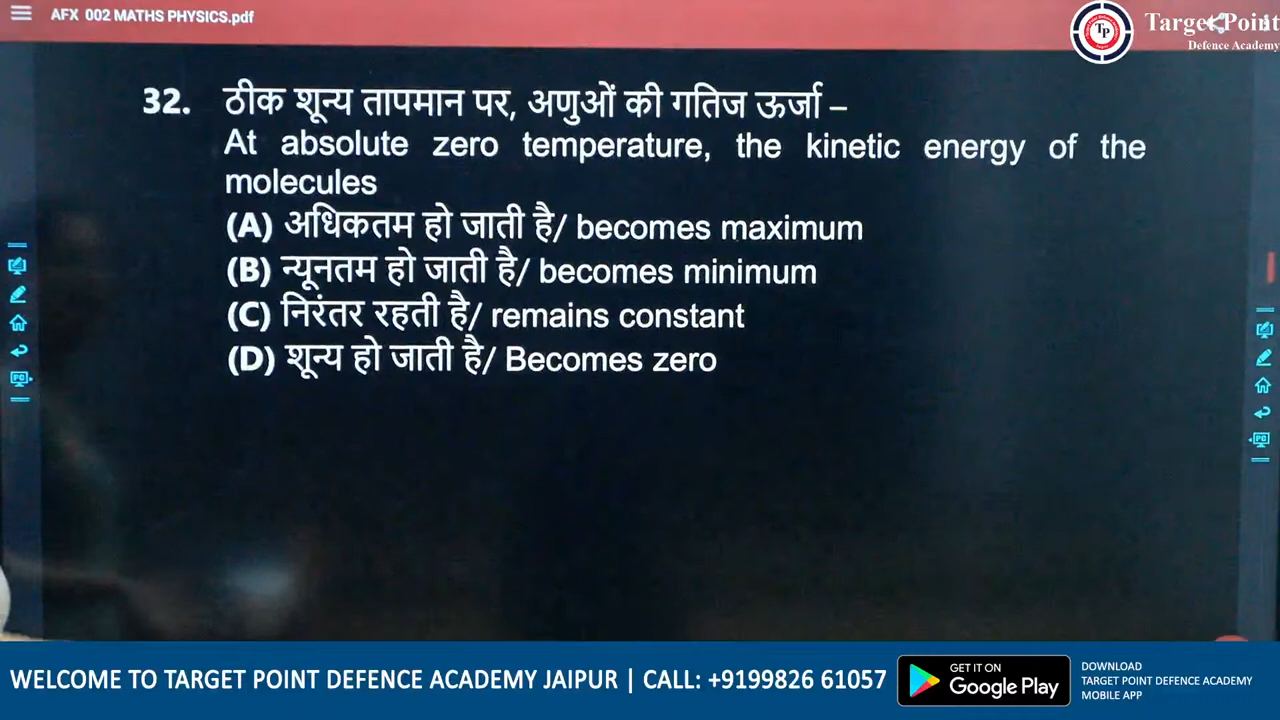 AFX 002 MATHS PHYSICS.pdf
Target Point
Defence Academy
TP
32. ठीक शून्य तापमान पर, अणुओं की गतिज ऊर्जा –
At absolute zero temperature, the kinetic energy of the
molecules
(A) अधिकतम हो जाती है/ becomes maximum
(B) न्यूनतम हो जाती है/ becomes minimum
(C) निरंतर रहती है/ remains constant
(D) शून्य हो जाती है/ Becomes zero
PC
PC
WELCOME TO TARGET POINT DEFENCE ACADEMY JAIPUR | CALL: +9199826 61057
GET IT ON
Google Play
DOWNLOAD
TARGET POINT DEFENCE ACADEMY
MOBILE APP